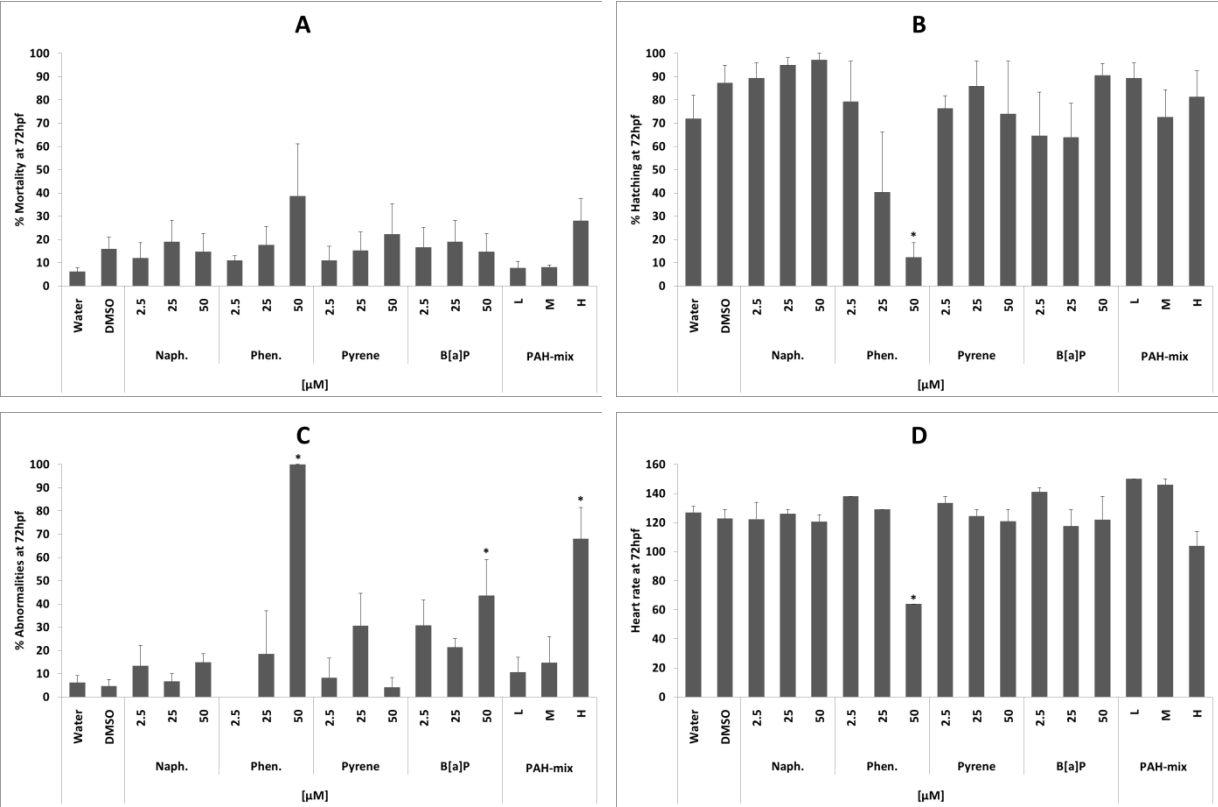 A
% Mortality at 72hpf
100
90
80
70
60
50
40
30
20
10
0
Water DMSO 2.5 25 50 2.5 25 50 2.5 25 50 2.5 25 50 L M H
Naph. Phen. Pyrene B[a]P PAH-mix
[µM]
B
% Hatching at 72hpf
100
90
80
70
60
50
40
30
20
10
0
*
Water DMSO 2.5 25 50 2.5 25 50 2.5 25 50 2.5 25 50 L M H
Naph. Phen. Pyrene B[a]P PAH-mix
[µM]
C
% Abnormalities at 72hpf
100
90
80
70
60
50
40
30
20
10
0
* * *
Water DMSO 2.5 25 50 2.5 25 50 2.5 25 50 2.5 25 50 L M H
Naph. Phen. Pyrene B[a]P PAH-mix
[µM]
D
Heart rate at 72hpf
160
140
120
100
80
60
40
20
0
*
Water DMSO 2.5 25 50 2.5 25 50 2.5 25 50 2.5 25 50 L M H
Naph. Phen. Pyrene B[a]P PAH-mix
[µM]